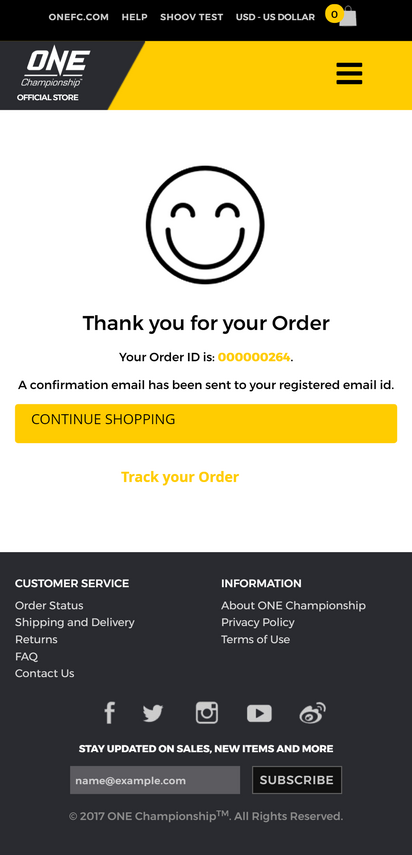 ONEFC.COM HELP SHOOV TEST USD - US DOLLAR 0
ONE
Championship™
OFFICIAL STORE
Thank you for your Order
Your Order ID is: 000000264.
A confirmation email has been sent to your registered email id.
CONTINUE SHOPPING
Track your Order
CUSTOMER SERVICE
Order Status
Shipping and Delivery
Returns
FAQ
Contact Us
INFORMATION
About ONE Championship
Privacy Policy
Terms of Use
STAY UPDATED ON SALES, NEW ITEMS AND MORE
name@example.com SUBSCRIBE
© 2017 ONE Championship™. All Rights Reserved.